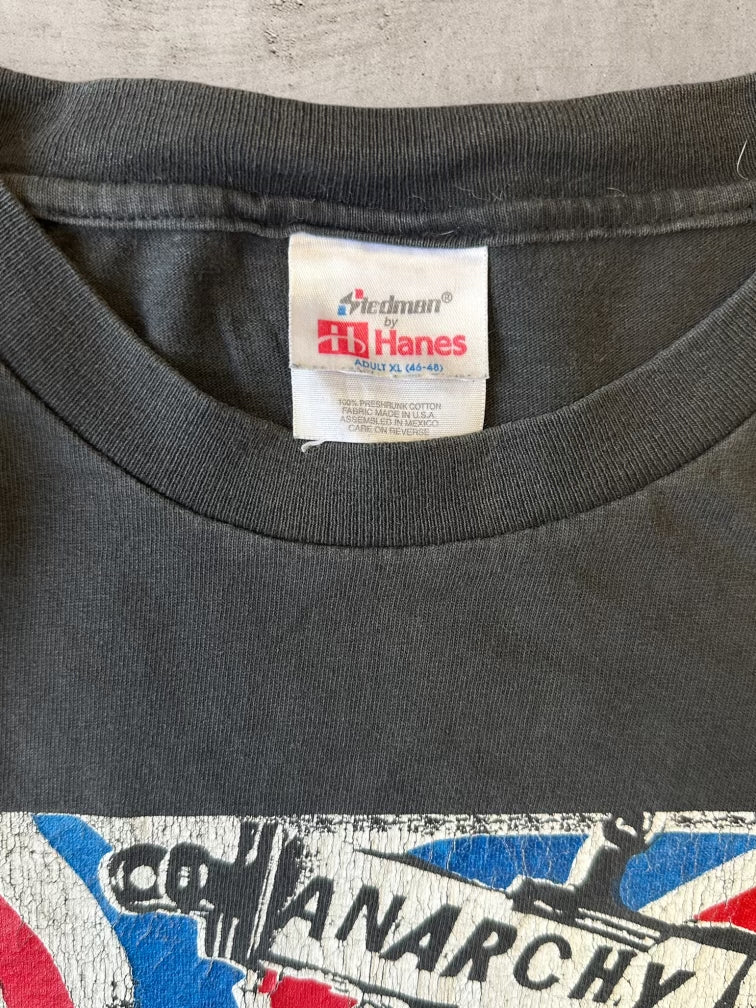 Stedman®
by
Hanes
ADULT XL (46-48)
100% PRESHRUNK COTTON
FABRIC MADE IN U.S.A.
ASSEMBLED IN MEXICO
CARE ON REVERSE
ANARCHY